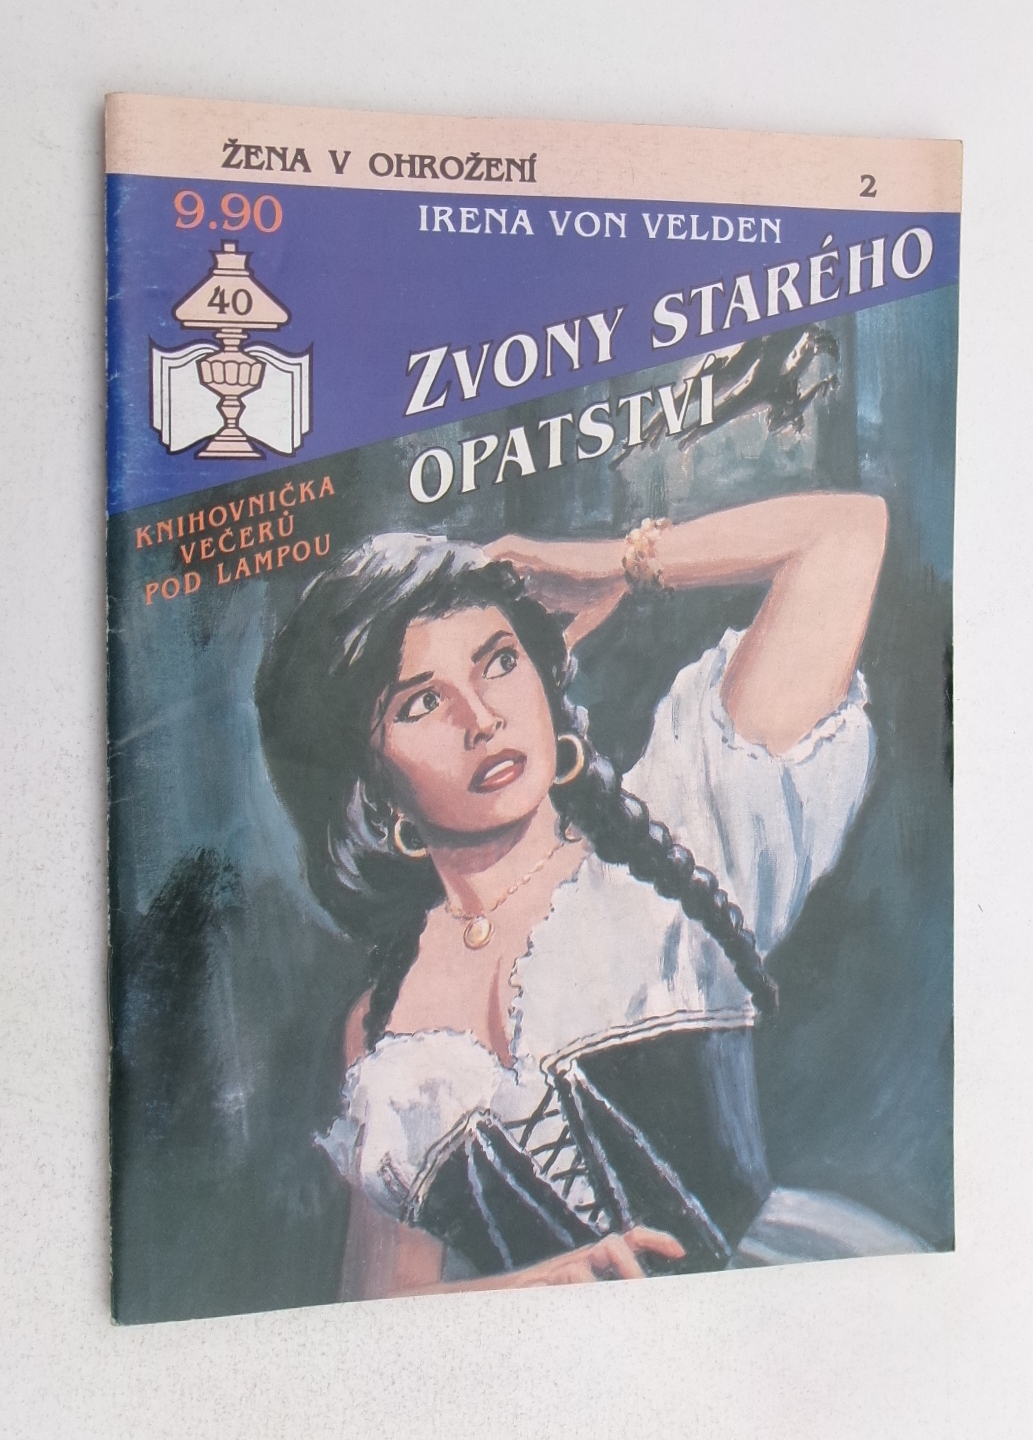 ŽENA V OHROŽENÍ
2
9.90
IRENA VON VELDEN
40
ZVONY STARÉHO
OPATSTVÍ
KNIHOVNIČKA
VEČERŮ
POD LAMPOU